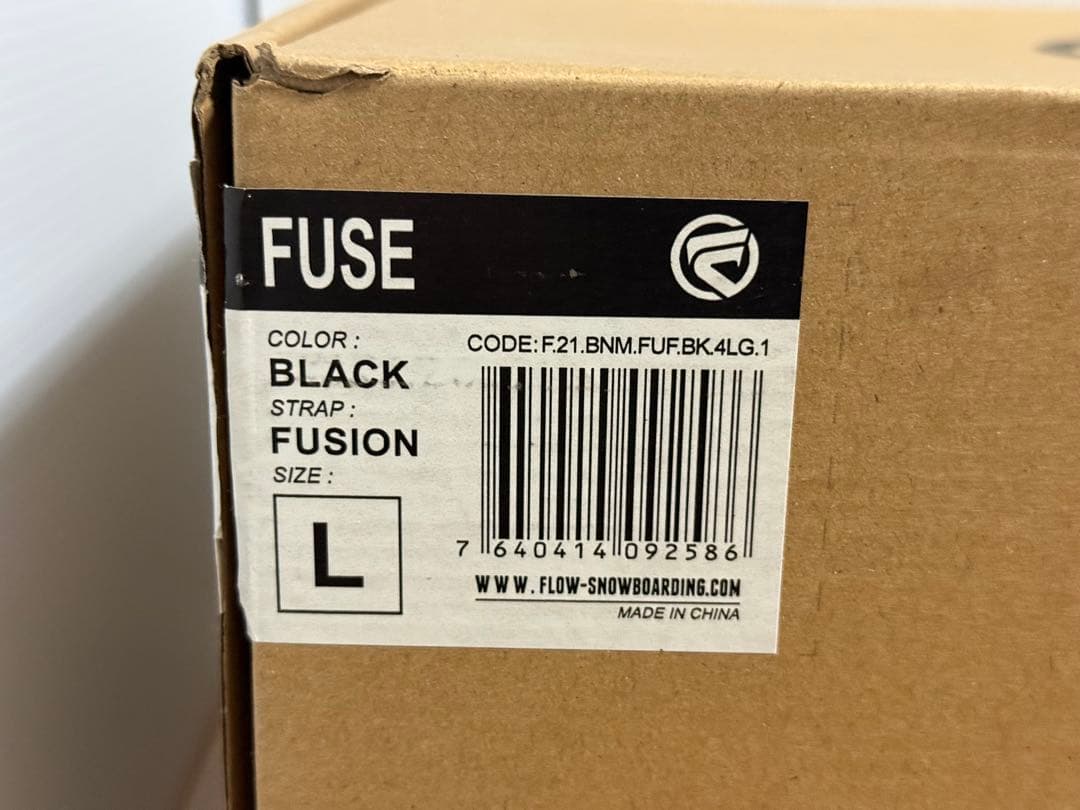 FUSE
COLOR :
BLACK
STRAP :
FUSION
SIZE :
L
CODE: F.21.BNM.FUF.BK.4LG.1
7 640414 092586
WWW.FLOW-SNOWBOARDING.COM
MADE IN CHINA